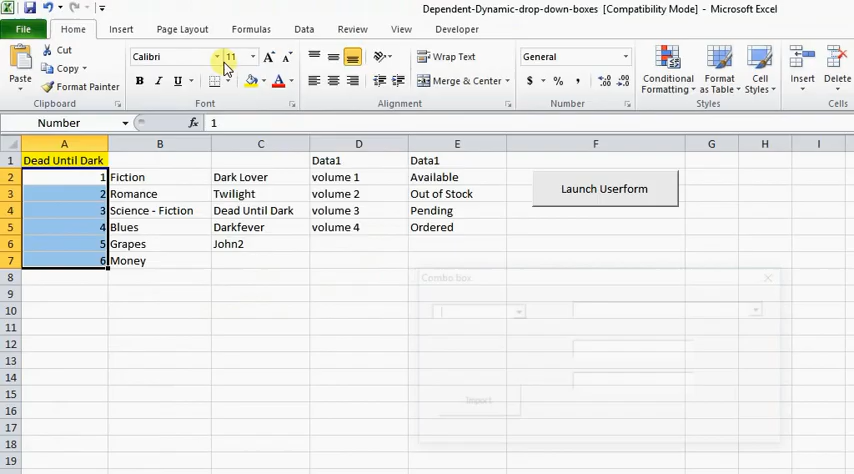 Dependent-Dynamic-drop-down-boxes [Compatibility Mode] - Microsoft Excel
File Home Insert Page Layout Formulas Data Review View Developer
Paste
Cut
Copy
Format Painter
Clipboard
Calibri 11
B I U
Font
Wrap Text
Merge & Center
Alignment
General
$ % ,
Number
Conditional Formatting
Format as Table
Cell Styles
Styles
Insert Delete
Cells
Number fx 1
A B C D E F G H I
1 Dead Until Dark Data1 Data1
2 1 Fiction Dark Lover volume 1 Available
3 2 Romance Twilight volume 2 Out of Stock
Launch Userform
4 3 Science - Fiction Dead Until Dark volume 3 Pending
5 4 Blues Darkfever volume 4 Ordered
6 5 Grapes John2
7 6 Money
8
Combo box
9
10
11
12
13
14
15
Import
16
17
18
19